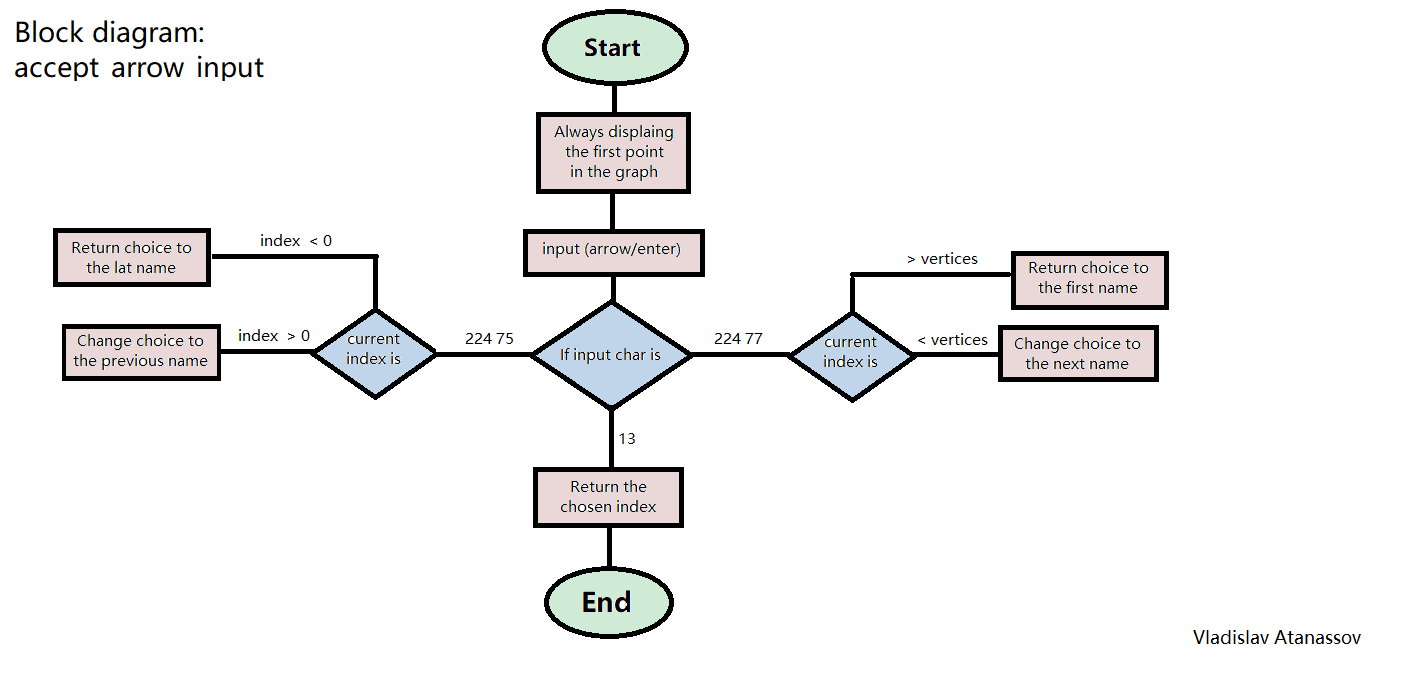 Block diagram:
accept arrow input
Start
Always displaing
the first point
in the graph
input (arrow/enter)
index < 0
Return choice to
the lat name
> vertices
Return choice to
the first name
index > 0
Change choice to
the previous name
current
index is
224 75
If input char is
224 77
current
index is
< vertices
Change choice to
the next name
13
Return the
chosen index
End
Vladislav Atanassov